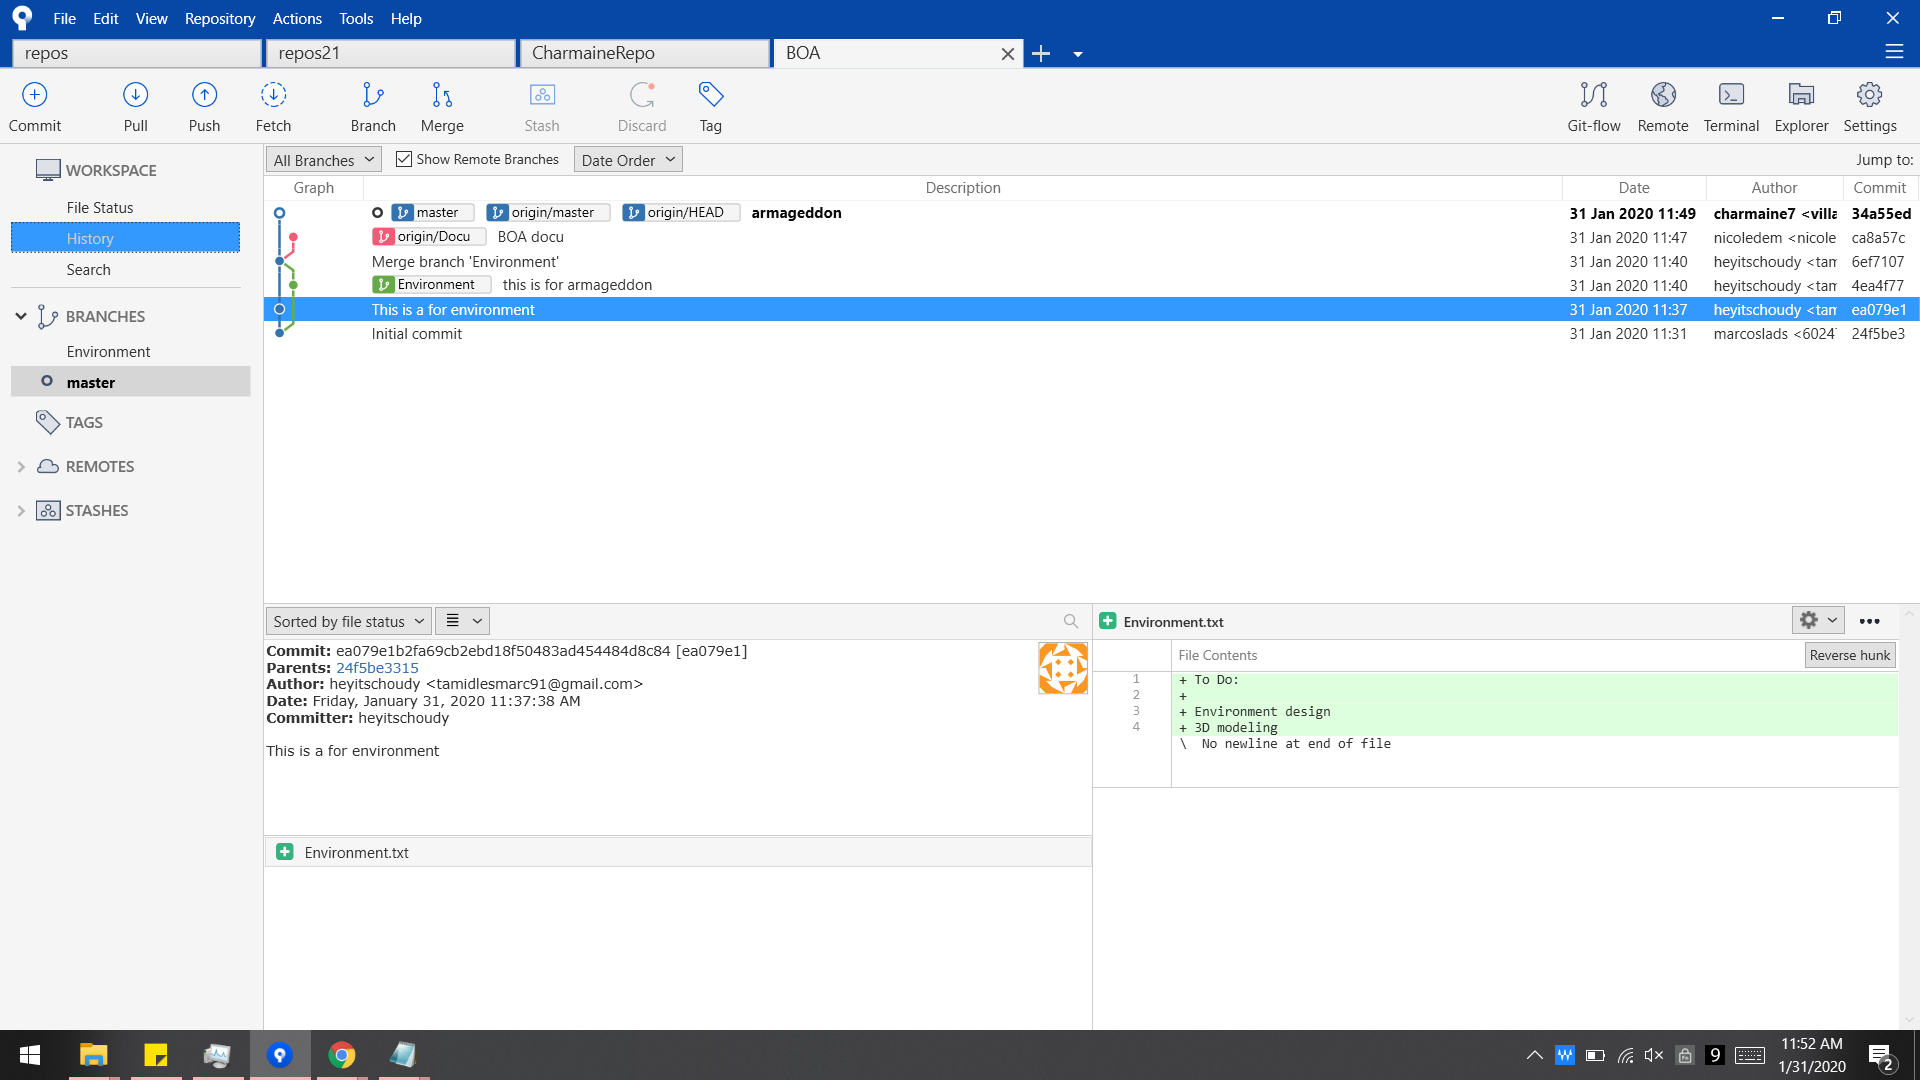 File Edit View Repository Actions Tools Help
repos repos21 CharmaineRepo BOA
Commit Pull Push Fetch Branch Merge Stash Discard Tag Git-flow Remote Terminal Explorer Settings
WORKSPACE
File Status
History
Search
BRANCHES
Environment
master
TAGS
REMOTES
STASHES
All Branches Show Remote Branches Date Order Jump to:
Graph Description Date Author Commit
master origin/master origin/HEAD armageddon 31 Jan 2020 11:49 charmaine7 <villa 34a55ed
origin/Docu BOA docu 31 Jan 2020 11:47 nicoledem <nicole ca8a57c
Merge branch 'Environment' 31 Jan 2020 11:40 heyitschoudy <tam 6ef7107
Environment this is for armageddon 31 Jan 2020 11:40 heyitschoudy <tam 4ea4f77
This is a for environment 31 Jan 2020 11:37 heyitschoudy <tam ea079e1
Initial commit 31 Jan 2020 11:31 marcoslads <6024 24f5be3
Sorted by file status
Commit: ea079e1b2fa69cb2ebd18f50483ad454484d8c84 [ea079e1]
Parents: 24f5be3315
Author: heyitschoudy <tamidlesmarc91@gmail.com>
Date: Friday, January 31, 2020 11:37:38 AM
Committer: heyitschoudy
This is a for environment
Environment.txt
Environment.txt
File Contents Reverse hunk
1 + To Do:
2 +
3 + Environment design
4 + 3D modeling
\ No newline at end of file
9
11:52 AM
1/31/2020
2